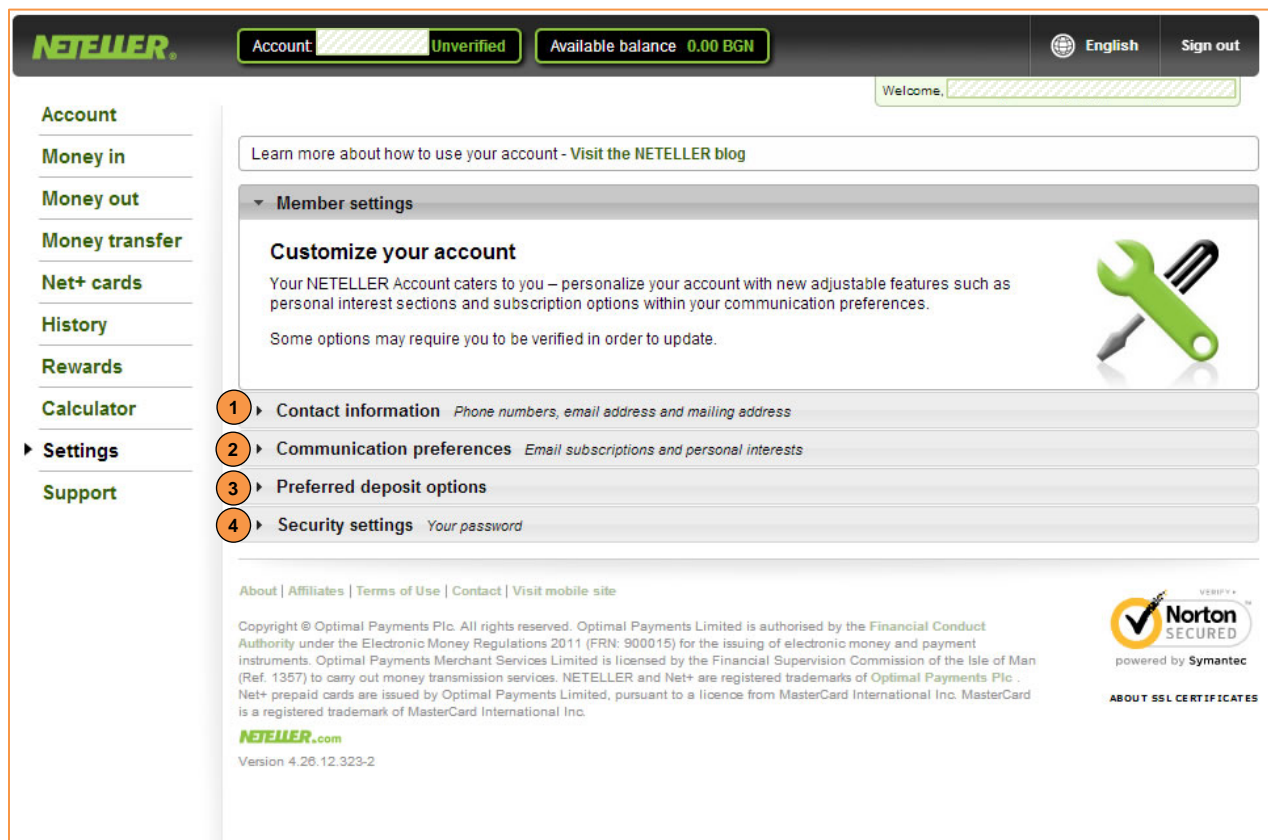 NETELLER®
Account: Unverified
Available balance 0.00 BGN
English
Sign out
Welcome,
Account
Money in
Money out
Money transfer
Net+ cards
History
Rewards
Calculator
Settings
Support
Learn more about how to use your account - Visit the NETELLER blog
Member settings
Customize your account
Your NETELLER Account caters to you – personalize your account with new adjustable features such as
personal interest sections and subscription options within your communication preferences.
Some options may require you to be verified in order to update.
1 Contact information Phone numbers, email address and mailing address
2 Communication preferences Email subscriptions and personal interests
3 Preferred deposit options
4 Security settings Your password
About | Affiliates | Terms of Use | Contact | Visit mobile site
Copyright © Optimal Payments Plc. All rights reserved. Optimal Payments Limited is authorised by the Financial Conduct
Authority under the Electronic Money Regulations 2011 (FRN: 900015) for the issuing of electronic money and payment
instruments. Optimal Payments Merchant Services Limited is licensed by the Financial Supervision Commission of the Isle of Man
(Ref. 1357) to carry out money transmission services. NETELLER and Net+ are registered trademarks of Optimal Payments Plc .
Net+ prepaid cards are issued by Optimal Payments Limited, pursuant to a licence from MasterCard International Inc. MasterCard
is a registered trademark of MasterCard International Inc.
NETELLER.com
Version 4.26.12.323-2
VERIFY
Norton™
SECURED
powered by Symantec
ABOUT SSL CERTIFICATES